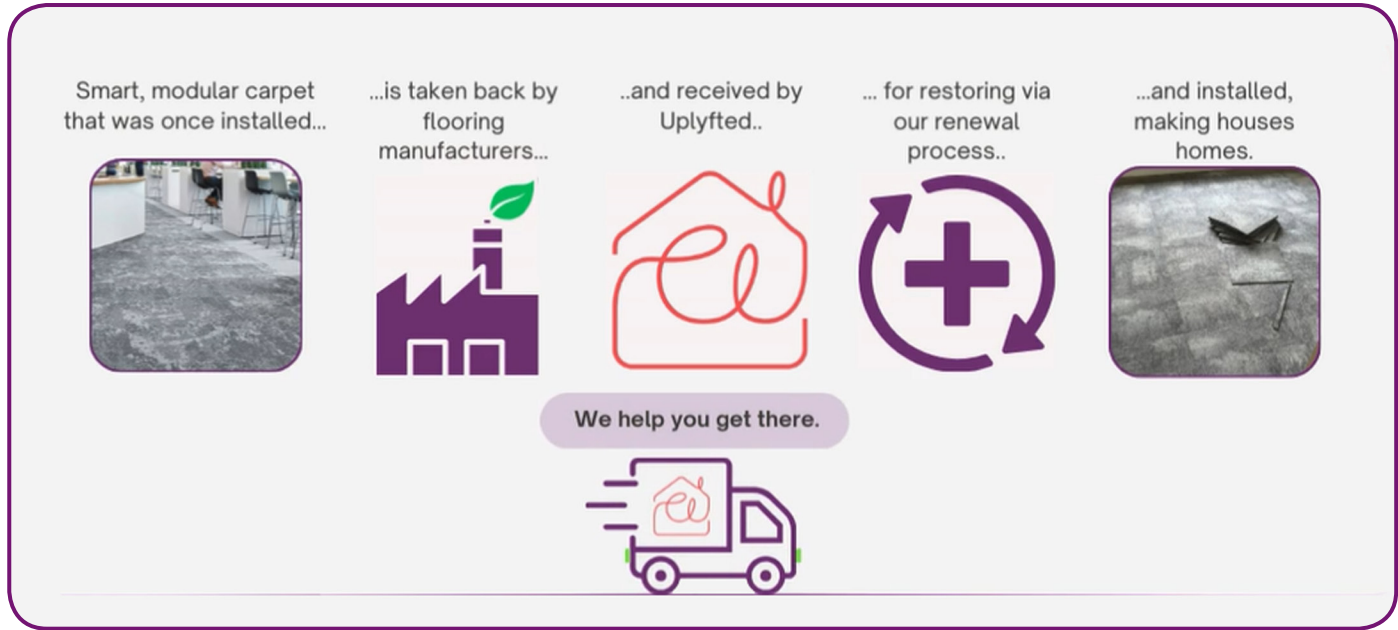 Smart, modular carpet
that was once installed...
...is taken back by
flooring
manufacturers...
..and received by
Uplyfted..
... for restoring via
our renewal
process..
...and installed,
making houses
homes.
We help you get there.